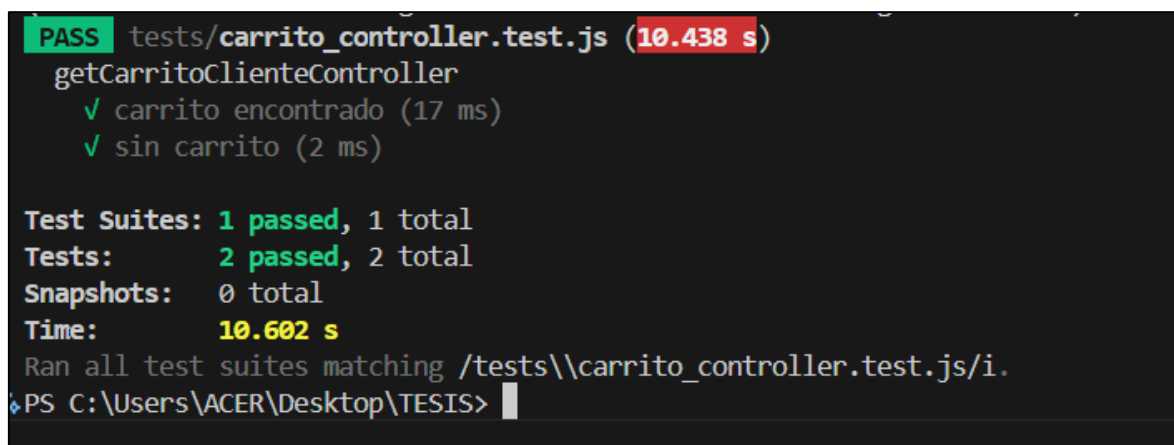 PASS tests/carrito_controller.test.js (10.438 s)
getCarritoClienteController
√ carrito encontrado (17 ms)
√ sin carrito (2 ms)
Test Suites: 1 passed, 1 total
Tests: 2 passed, 2 total
Snapshots: 0 total
Time: 10.602 s
Ran all test suites matching /tests\\carrito_controller.test.js/i.
PS C:\Users\ACER\Desktop\TESIS>